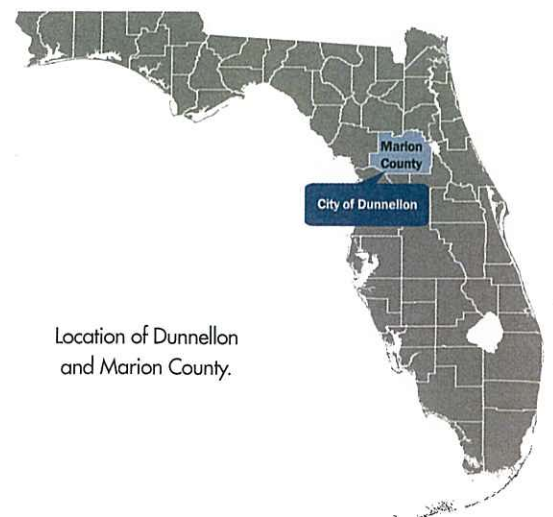 Marion
County
City of Dunnellon
Location of Dunnellon
and Marion County.